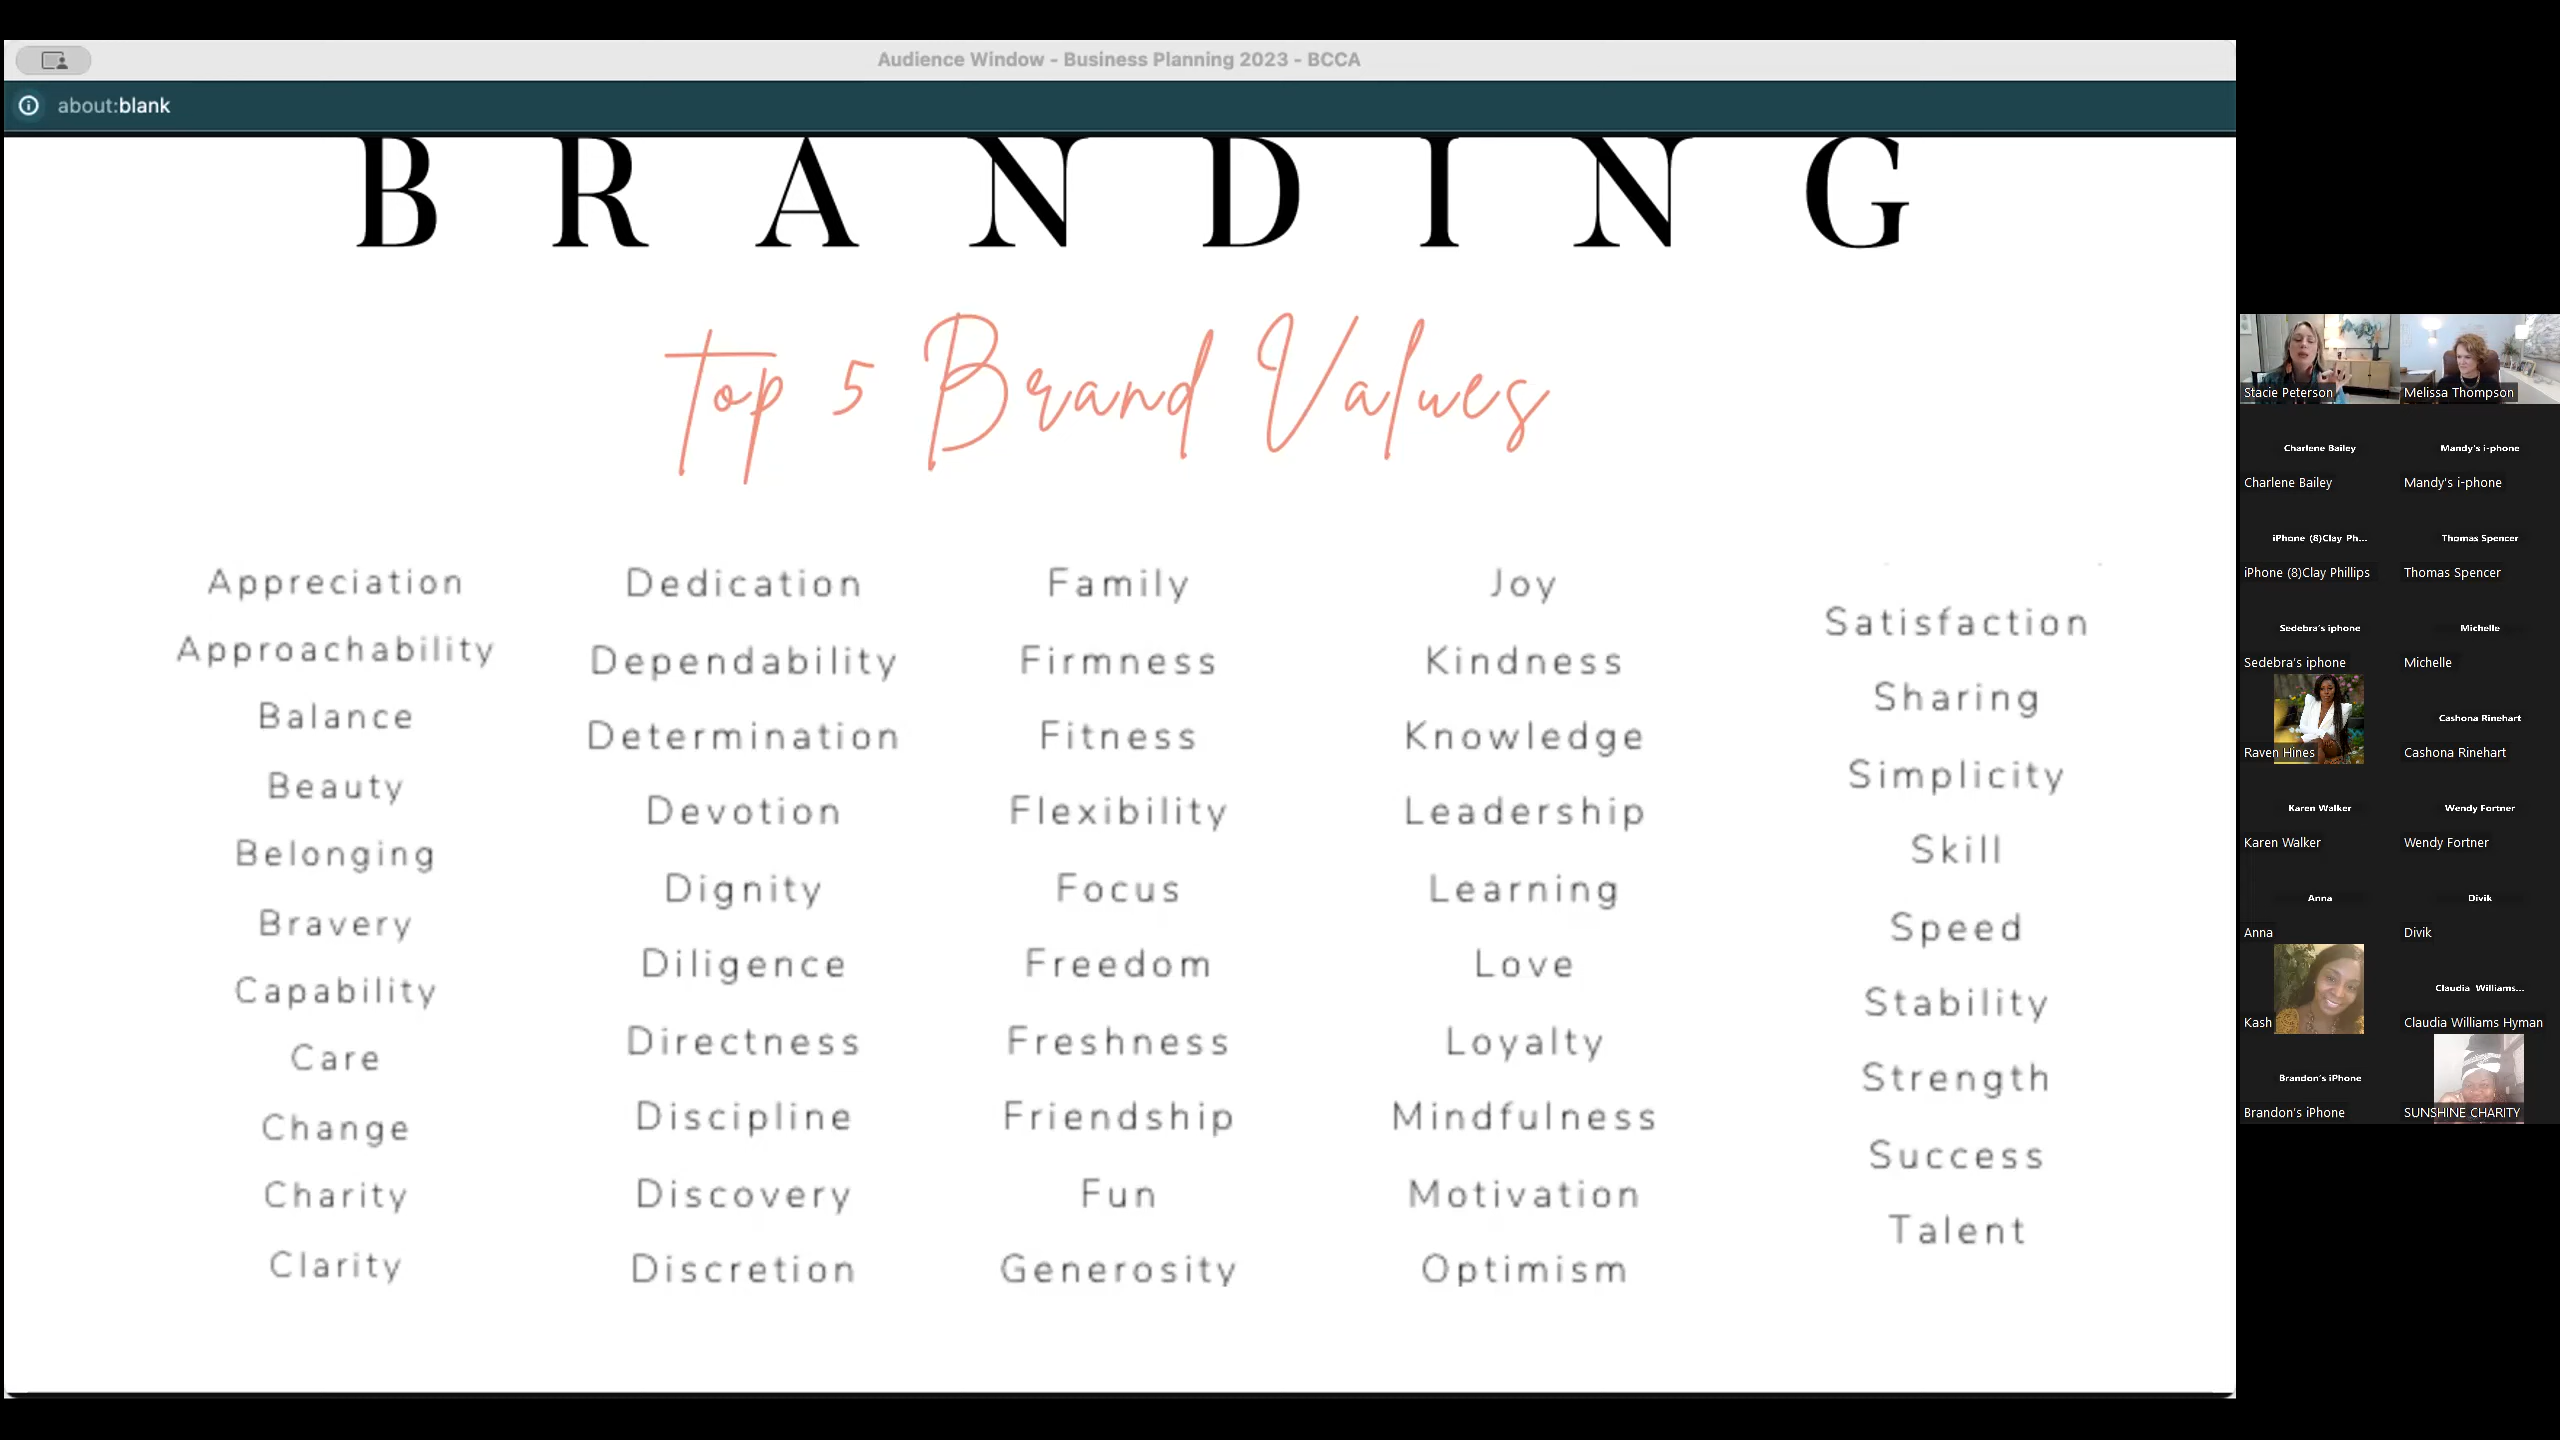 Audience Window - Business Planning 2023 - BCCA
about:blank
BRANDING
Top 5 Brand Values
Appreciation
Approachability
Balance
Beauty
Belonging
Bravery
Capability
Care
Change
Charity
Clarity
Dedication
Dependability
Determination
Devotion
Dignity
Diligence
Directness
Discipline
Discovery
Discretion
Family
Firmness
Fitness
Flexibility
Focus
Freedom
Freshness
Friendship
Fun
Generosity
Joy
Kindness
Knowledge
Leadership
Learning
Love
Loyalty
Mindfulness
Motivation
Optimism
Satisfaction
Sharing
Simplicity
Skill
Speed
Stability
Strength
Success
Talent
Stacie Peterson
Melissa Thompson
Charlene Bailey
Charlene Bailey
Mandy's i-phone
Mandy's i-phone
iPhone (8)Clay Ph...
iPhone (8)Clay Phillips
Thomas Spencer
Thomas Spencer
Sedebra's iphone
Sedebra's iphone
Michelle
Michelle
Raven Hines
Cashona Rinehart
Cashona Rinehart
Karen Walker
Karen Walker
Wendy Fortner
Wendy Fortner
Anna
Anna
Divik
Divik
Kash
Claudia Williams...
Claudia Williams Hyman
Brandon's iPhone
Brandon's iPhone
SUNSHINE CHARITY